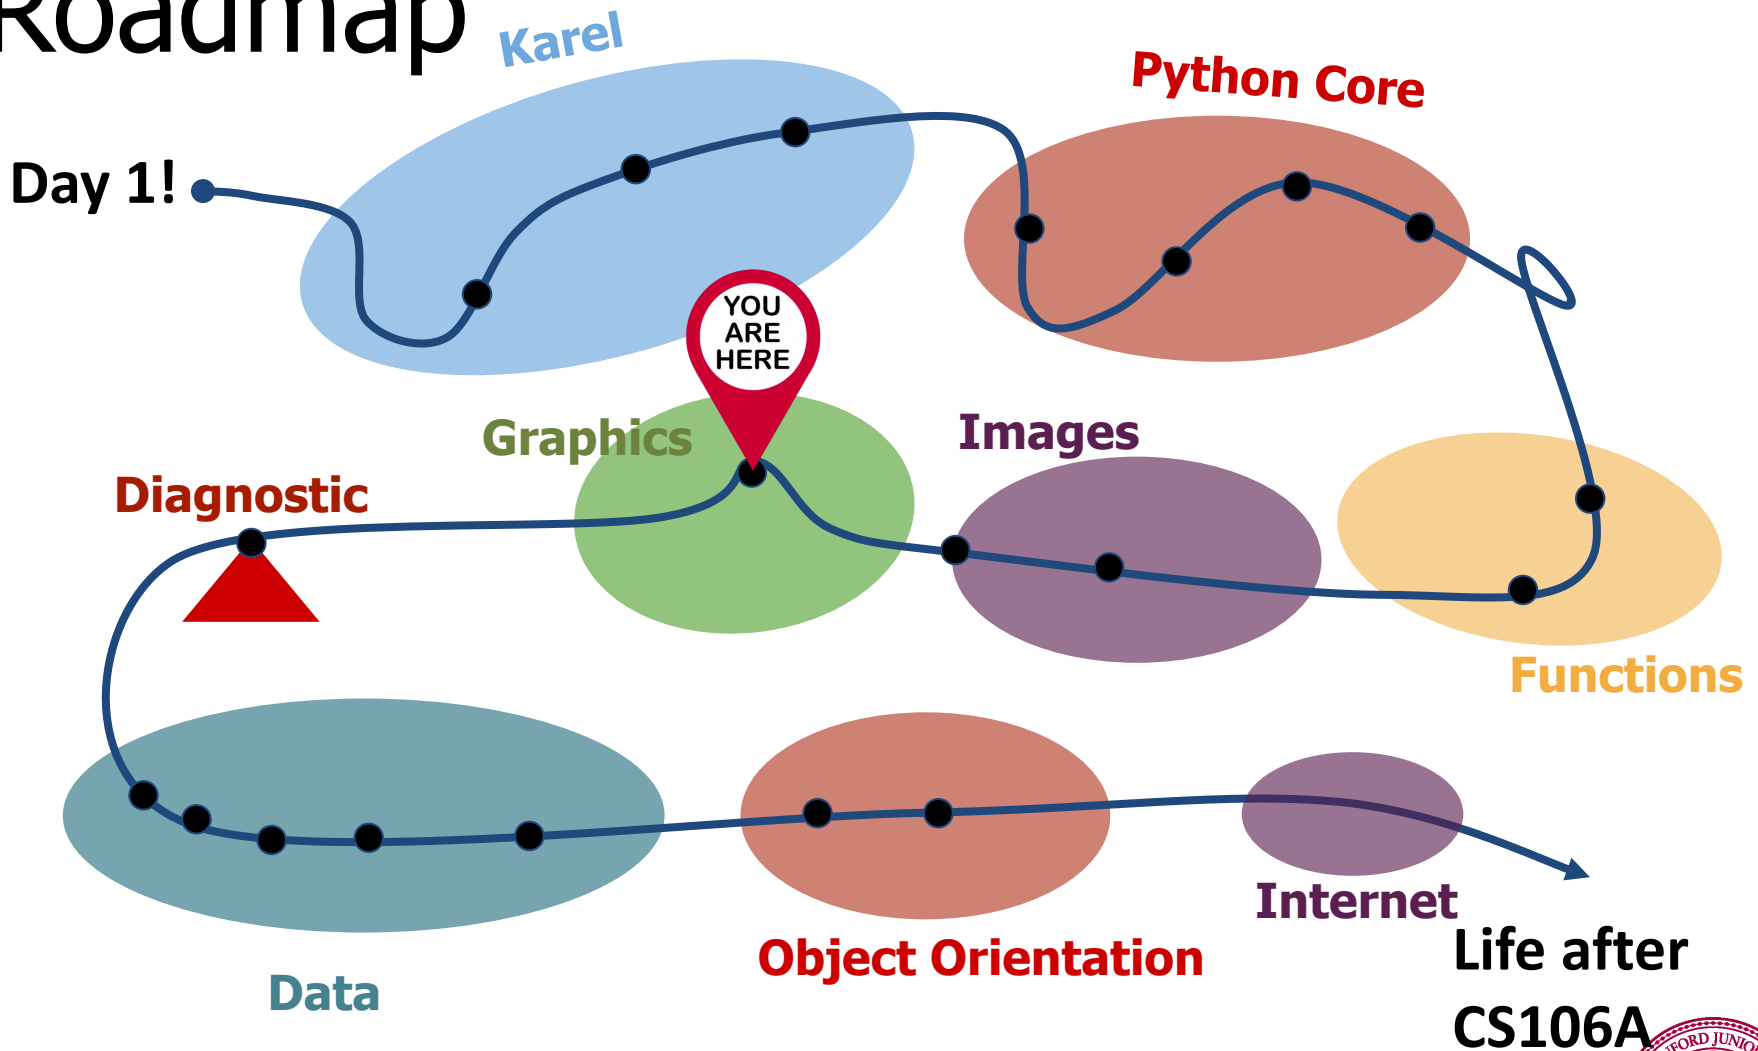 Roadmap
Karel
Python Core
Day 1!
YOU
ARE
HERE
Graphics
Images
Diagnostic
Functions
Data
Object Orientation
Internet
Life after
CS106A
JUNIO